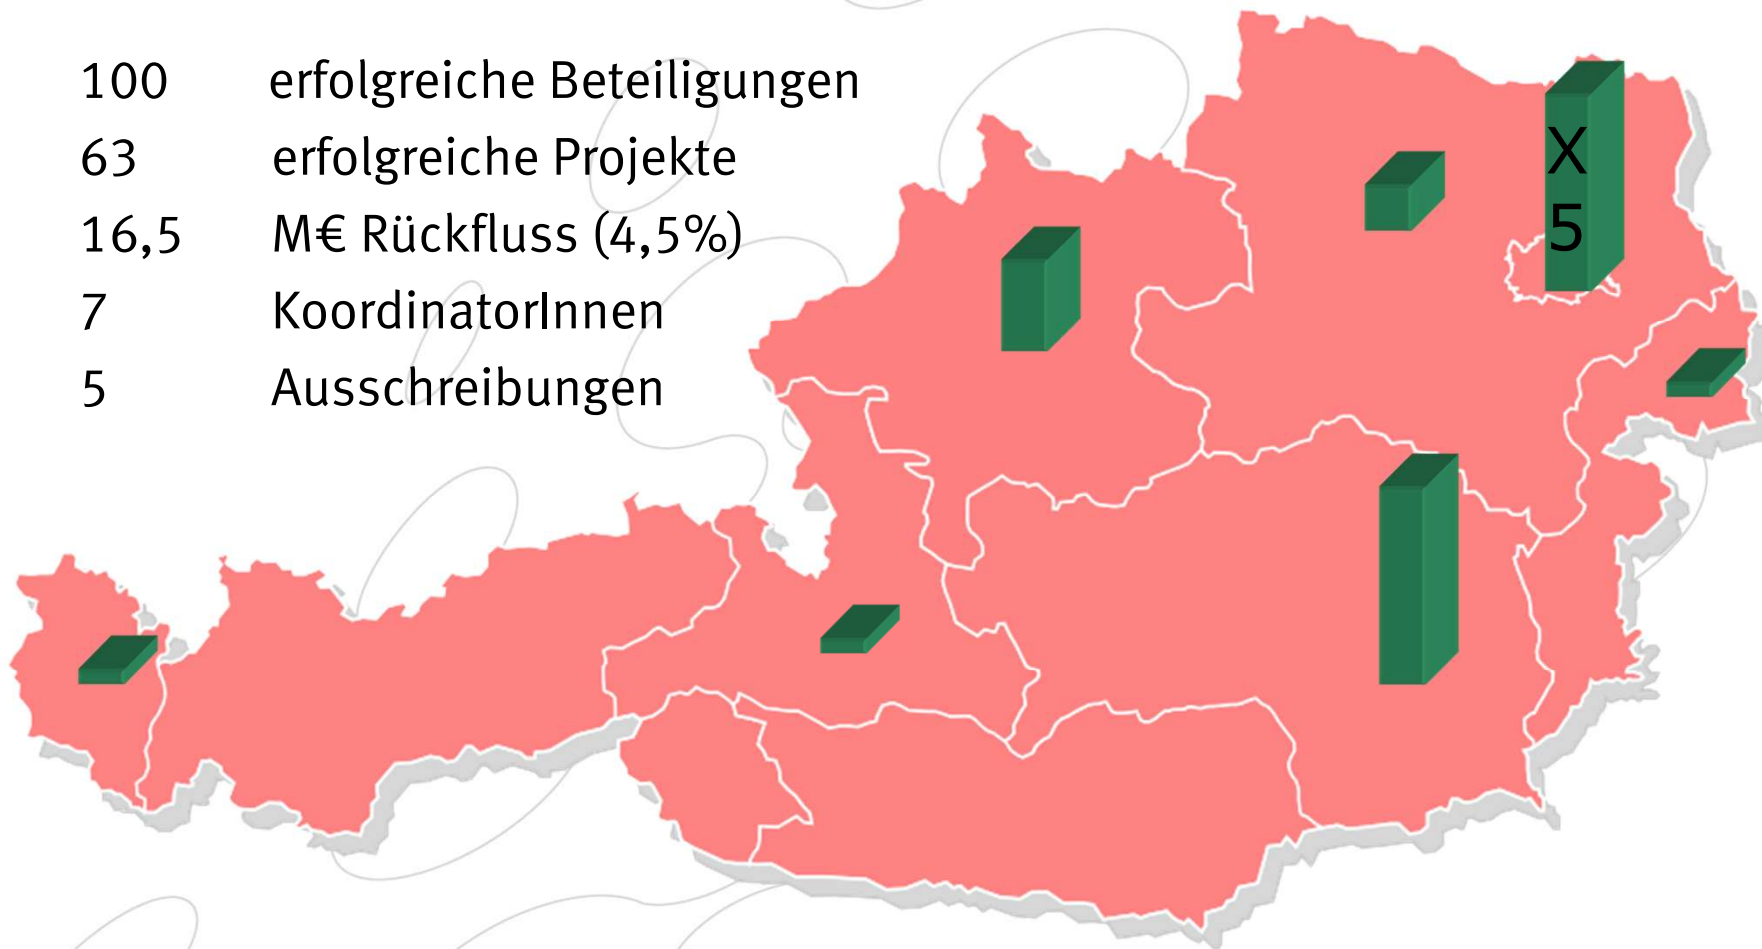 100 erfolgreiche Beteiligungen
63 erfolgreiche Projekte
16,5 M€ Rückfluss (4,5%)
7 KoordinatorInnen
5 Ausschreibungen
X
5